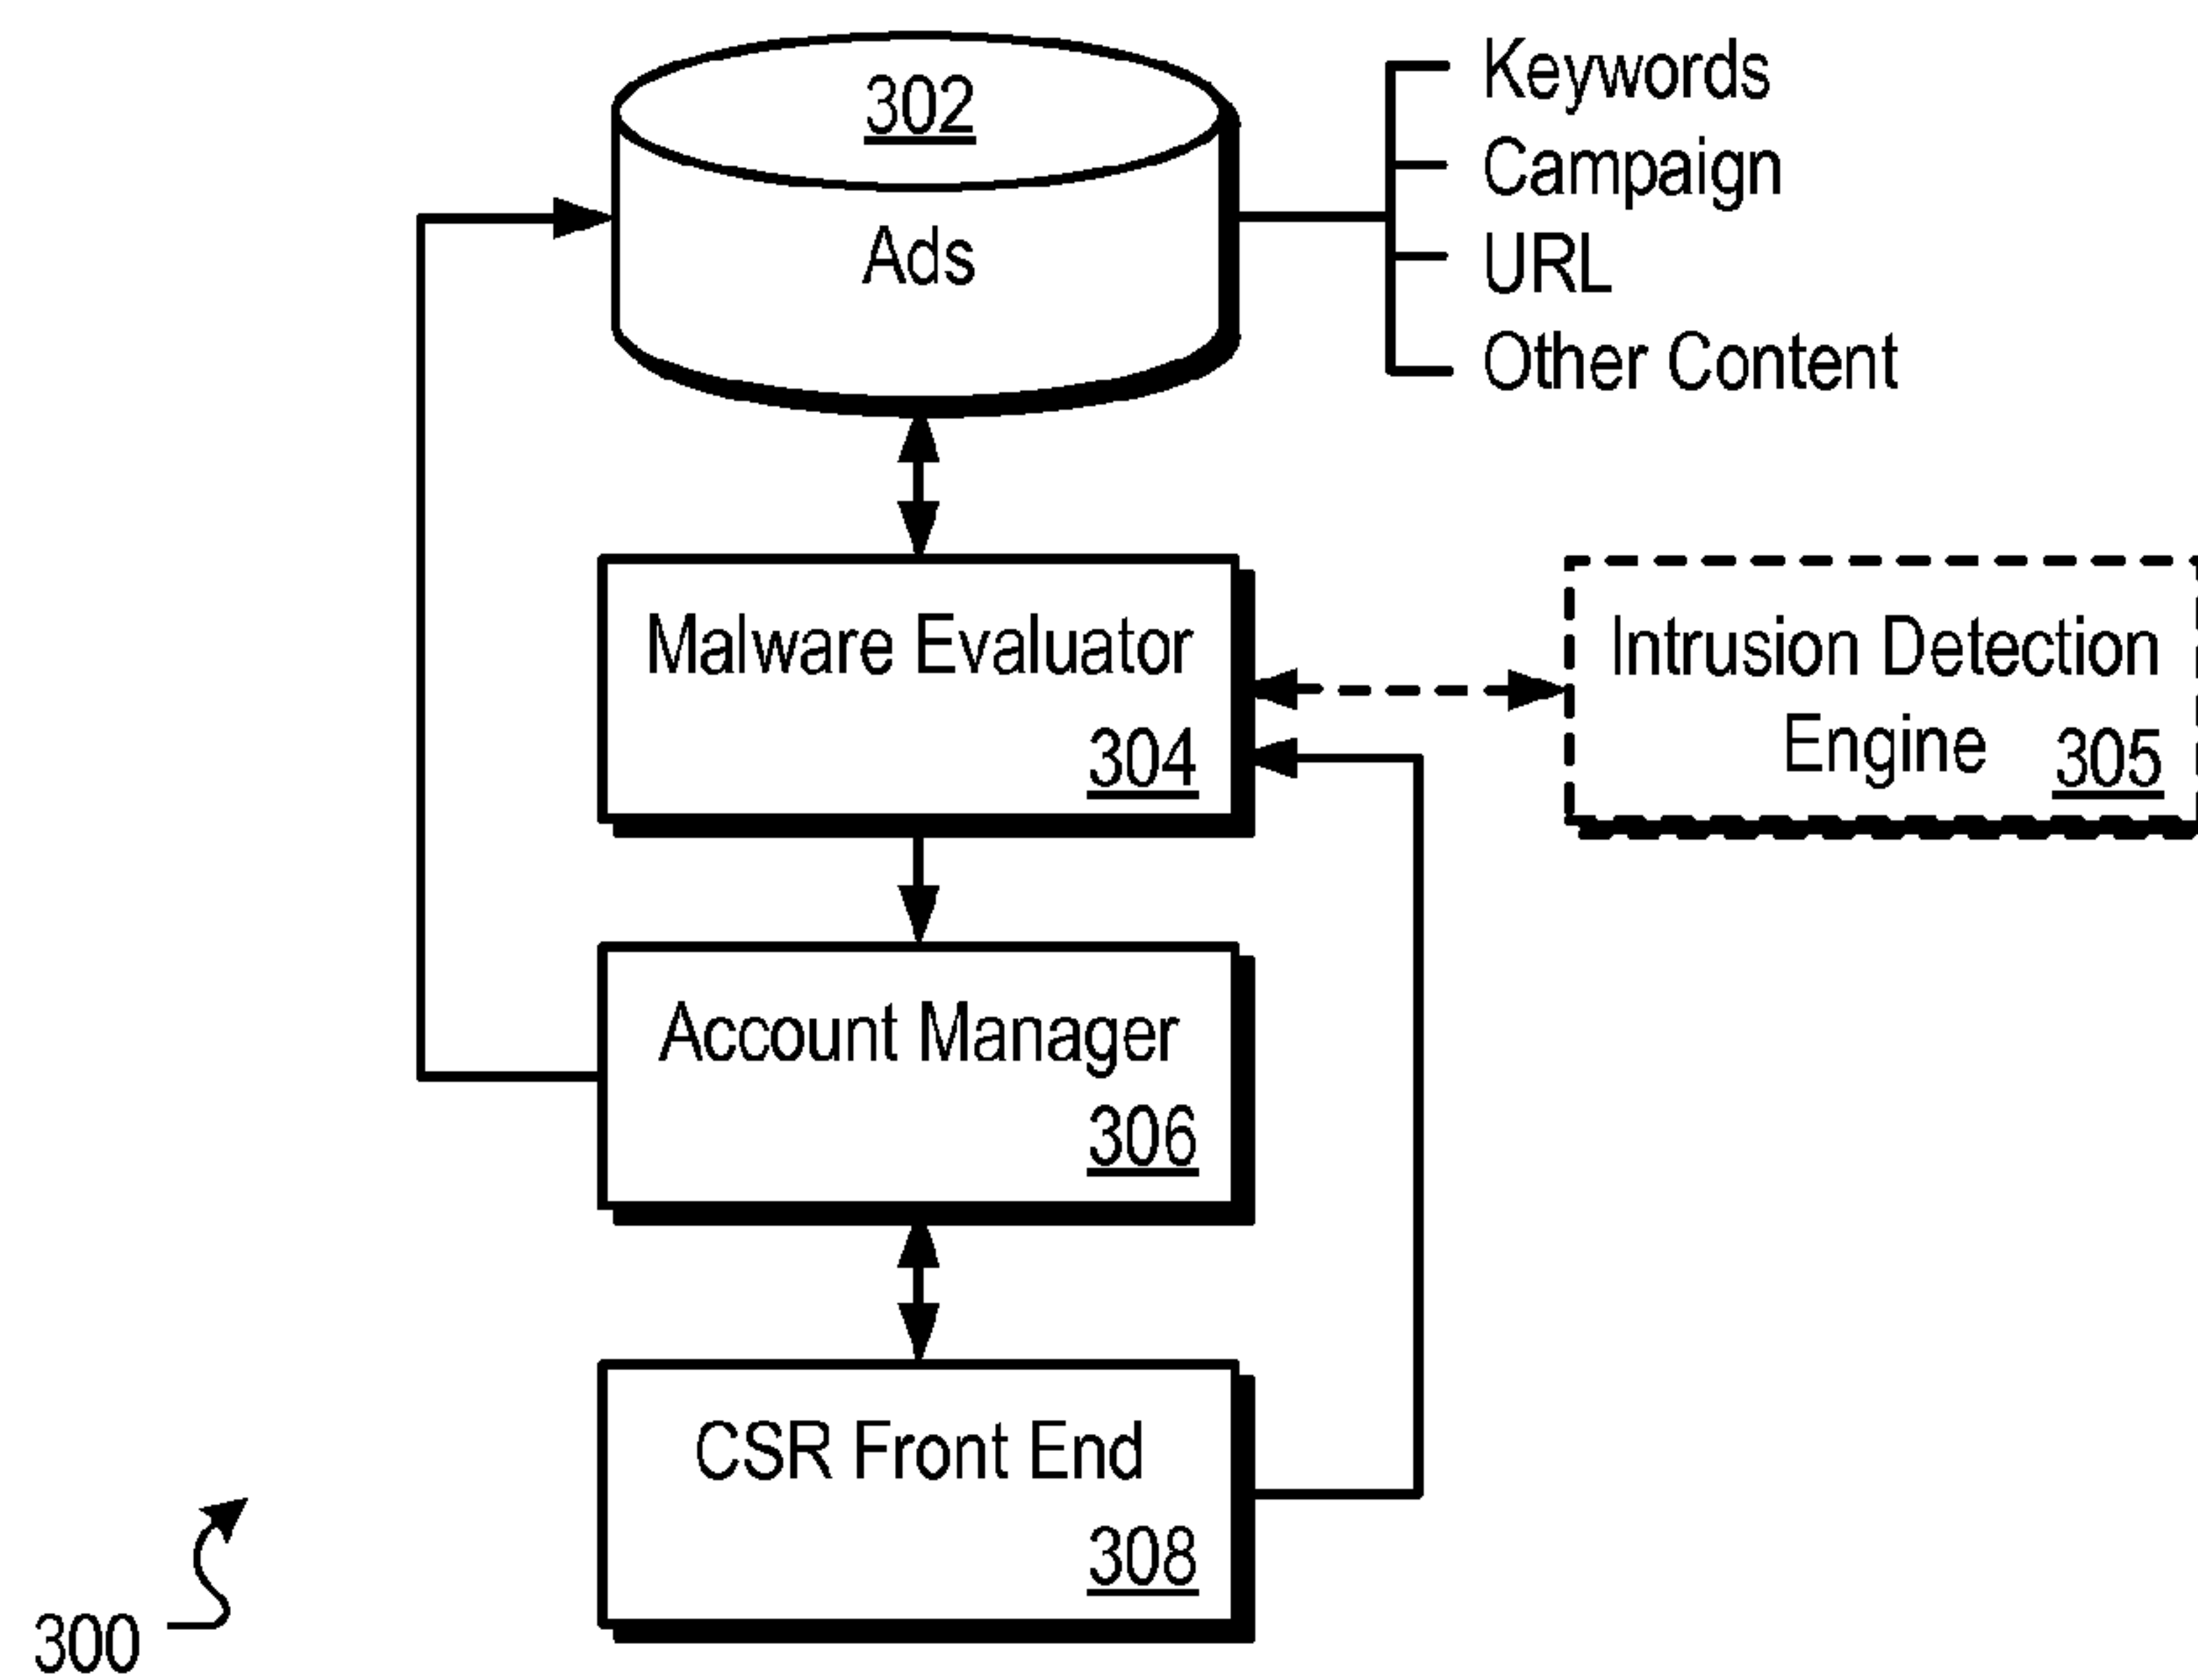 302
Ads
Keywords
Campaign
URL
Other Content
Malware Evaluator
304
Intrusion Detection
Engine 305
Account Manager
306
CSR Front End
308
300